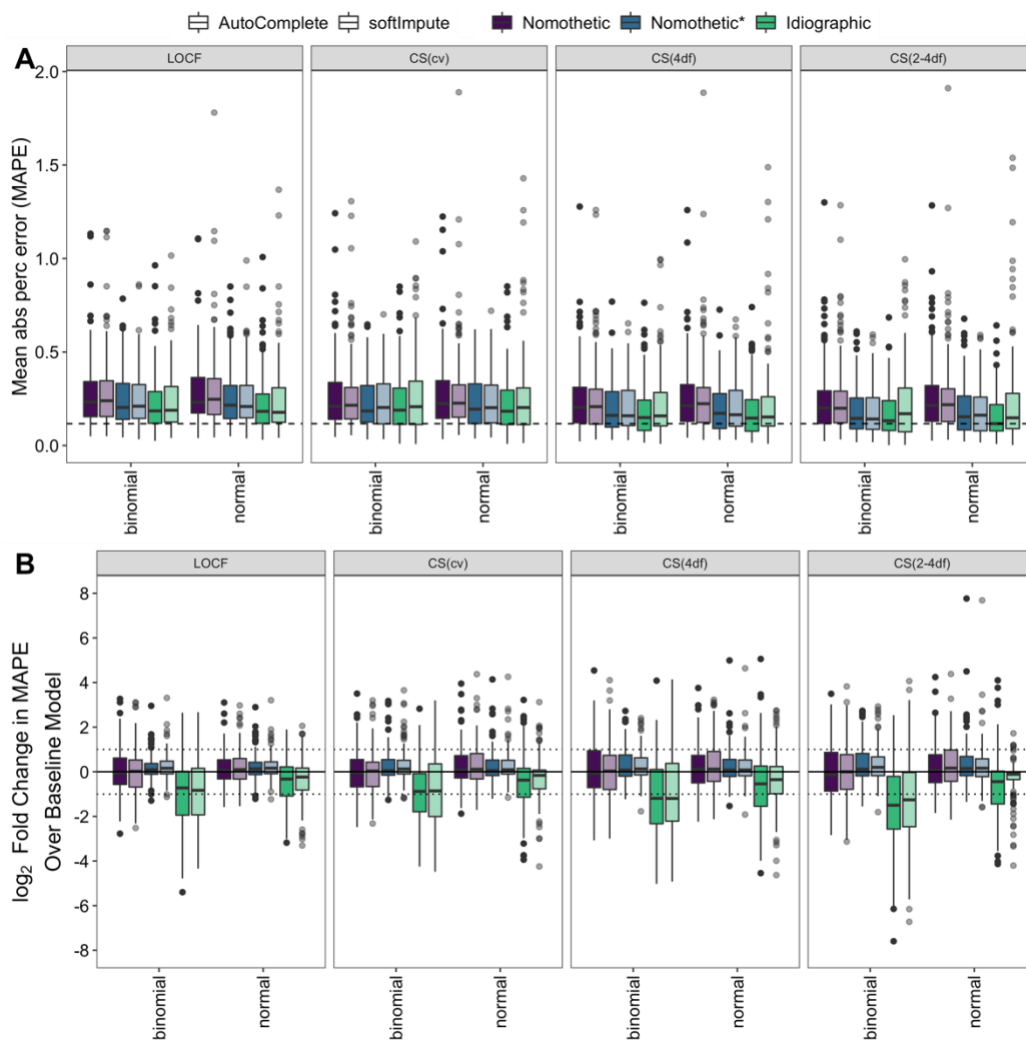 AutoComplete softImpute Nomothetic Nomothetic* Idiographic
A
LOCF CS(cv) CS(4df) CS(2-4df)
Mean abs perc error (MAPE)
2.0
1.5
1.0
0.5
0.0
binomial normal binomial normal binomial normal binomial normal
B
LOCF CS(cv) CS(4df) CS(2-4df)
log2 Fold Change in MAPE
Over Baseline Model
8
6
4
2
0
-2
-4
-6
-8
binomial normal binomial normal binomial normal binomial normal